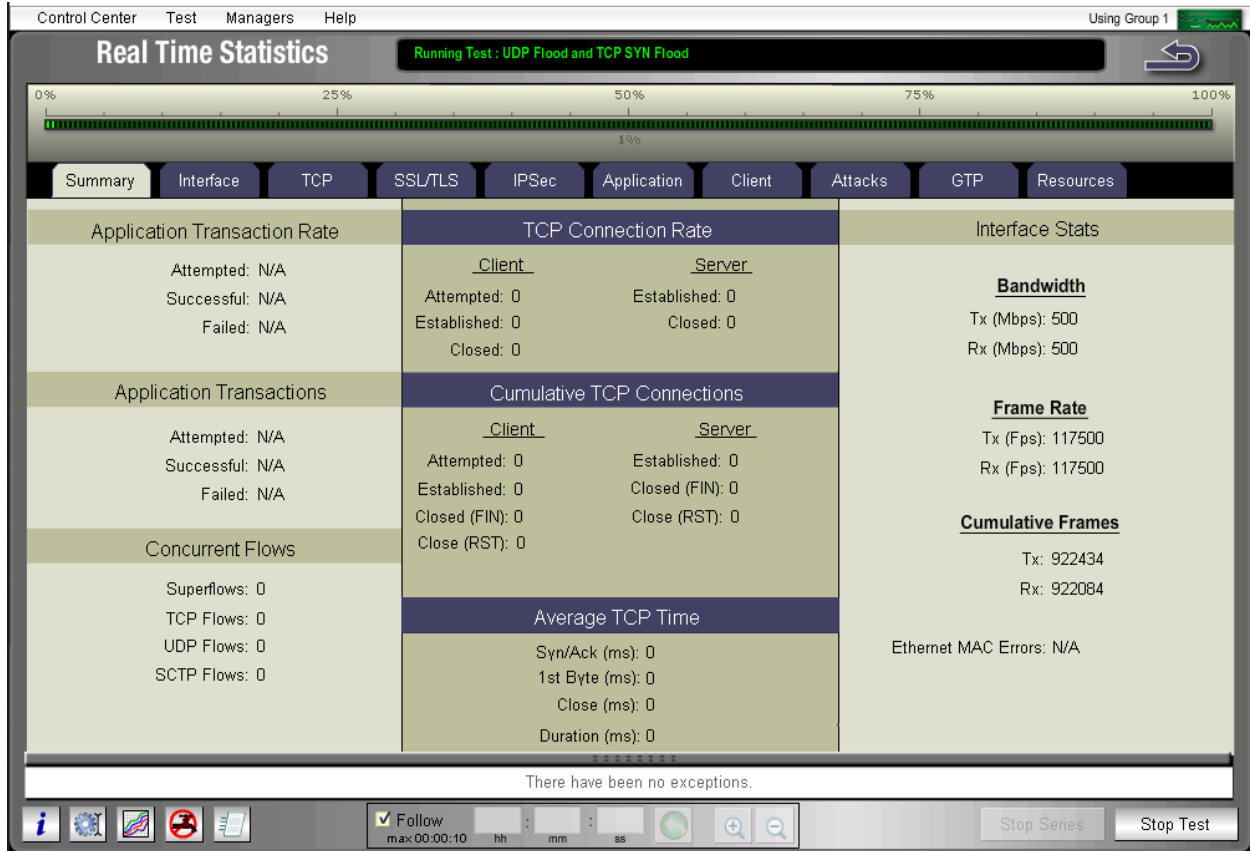 Control Center Test Managers Help Using Group 1
Real Time Statistics
Running Test : UDP Flood and TCP SYN Flood
0% 25% 50% 75% 100%
1%
Summary Interface TCP SSL/TLS IPSec Application Client Attacks GTP Resources
Application Transaction Rate
Attempted: N/A
Successful: N/A
Failed: N/A
Application Transactions
Attempted: N/A
Successful: N/A
Failed: N/A
Concurrent Flows
Superflows: 0
TCP Flows: 0
UDP Flows: 0
SCTP Flows: 0
TCP Connection Rate
Client Server
Attempted: 0 Established: 0
Established: 0 Closed: 0
Closed: 0
Cumulative TCP Connections
Client Server
Attempted: 0 Established: 0
Established: 0 Closed (FIN): 0
Closed (FIN): 0 Close (RST): 0
Close (RST): 0
Average TCP Time
Syn/Ack (ms): 0
1st Byte (ms): 0
Close (ms): 0
Duration (ms): 0
Interface Stats
Bandwidth
Tx (Mbps): 500
Rx (Mbps): 500
Frame Rate
Tx (Fps): 117500
Rx (Fps): 117500
Cumulative Frames
Tx: 922434
Rx: 922084
Ethernet MAC Errors: N/A
There have been no exceptions.
i Follow : : Stop Series Stop Test
max 00:00:10 hh mm ss